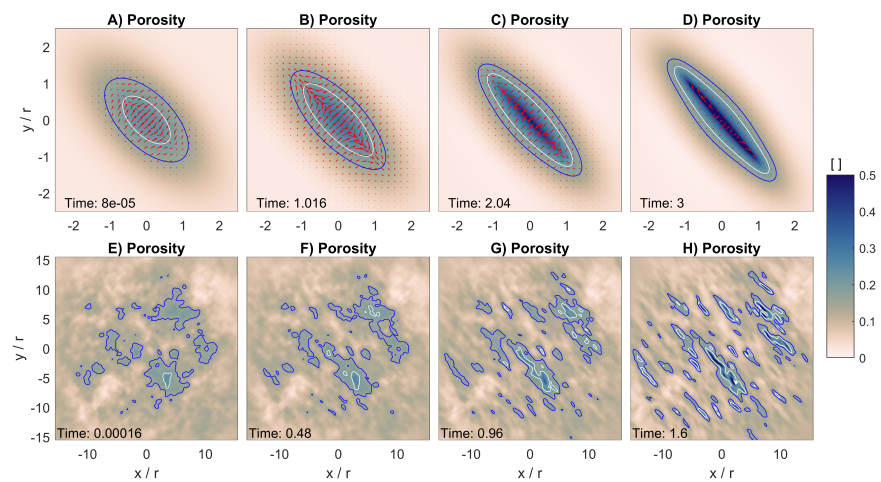 A) Porosity
B) Porosity
C) Porosity
D) Porosity
y / r
2
1
0
-1
-2
Time: 8e-05
Time: 1.016
Time: 2.04
Time: 3
-2 -1 0 1 2
-2 -1 0 1 2
-2 -1 0 1 2
-2 -1 0 1 2
[ ]
0.5
0.4
0.3
0.2
0.1
0
E) Porosity
F) Porosity
G) Porosity
H) Porosity
y / r
15
10
5
0
-5
-10
-15
Time: 0.00016
Time: 0.48
Time: 0.96
Time: 1.6
-10 0 10
-10 0 10
-10 0 10
-10 0 10
x / r
x / r
x / r
x / r